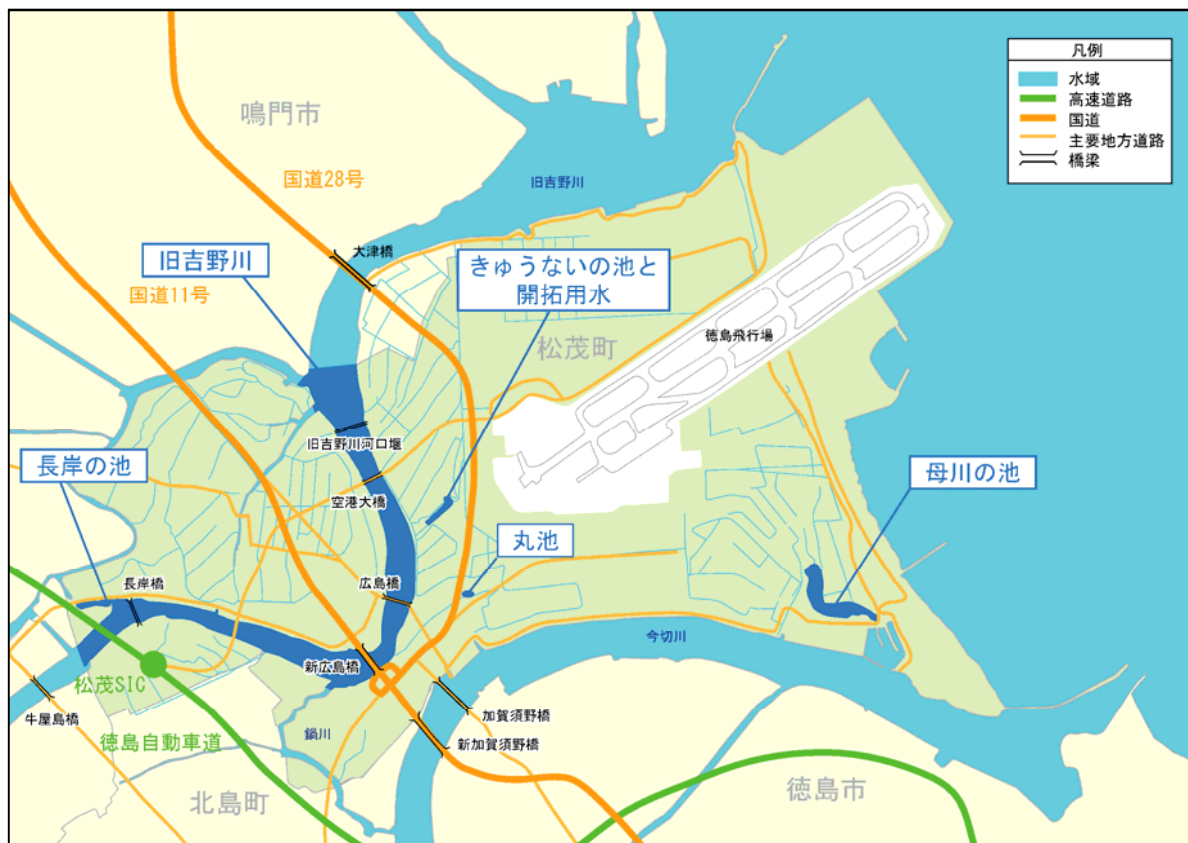 凡例
水域
高速道路
国道
主要地方道路
橋梁
鳴門市
国道28号
旧吉野川
大津橋
旧吉野川
国道11号
きゅうないの池と
開拓用水
松茂町
徳島飛行場
旧吉野川河口堰
長岸の池
空港大橋
母川の池
丸池
長岸橋
広島橋
今切川
新広島橋
松茂SIC
牛屋島橋
加賀須野橋
鍋川
新加賀須野橋
徳島自動車道
北島町
徳島市